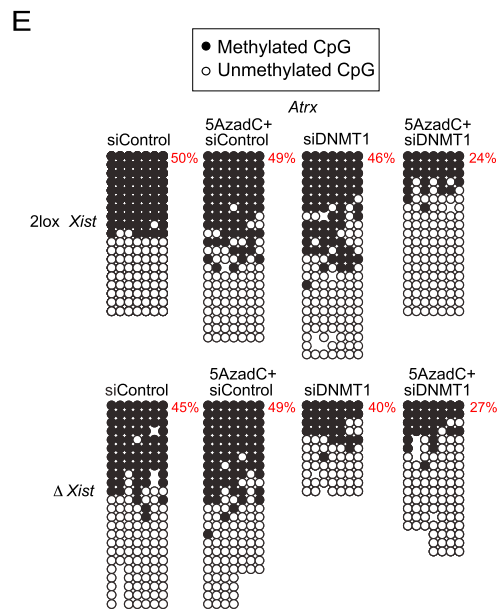 E
Methylated CpG
Unmethylated CpG
Atrx
siControl
5AzadC+
siControl
siDNMT1
5AzadC+
siDNMT1
50%
49%
46%
24%
2lox Xist
siControl
5AzadC+
siControl
siDNMT1
5AzadC+
siDNMT1
45%
49%
40%
27%
Δ Xist